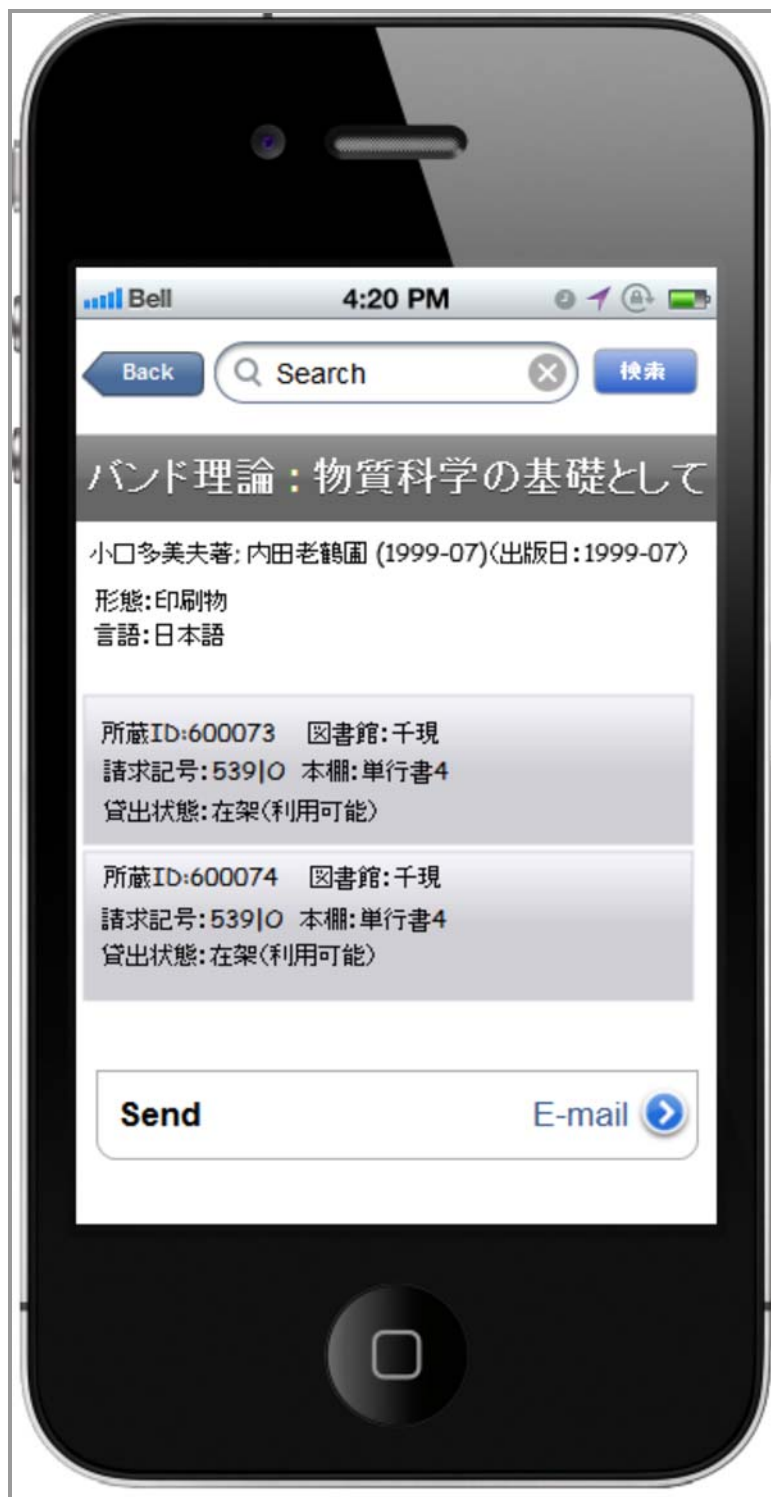 Bell 4:20 PM
Back Search 検索
バンド理論：物質科学の基礎として
小口多美夫著; 内田老鶴圃 (1999-07)(出版日:1999-07)
形態:印刷物
言語:日本語
所蔵ID:600073 図書館:千現
請求記号:539|O 本棚:単行書4
貸出状態:在架(利用可能)
所蔵ID:600074 図書館:千現
請求記号:539|O 本棚:単行書4
貸出状態:在架(利用可能)
Send E-mail